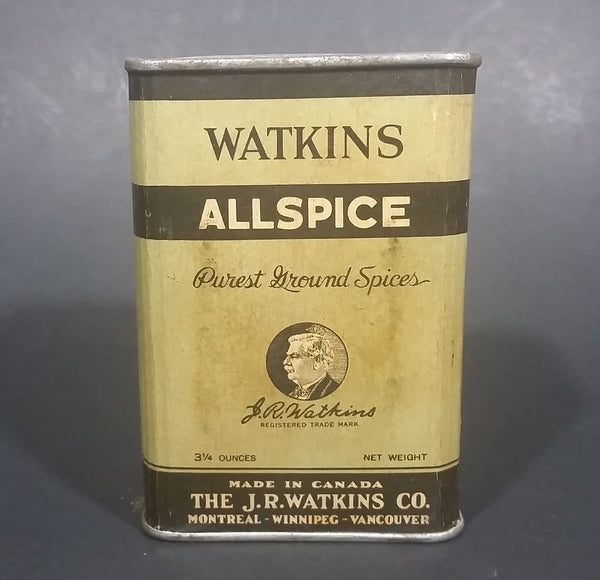 WATKINS
ALLSPICE
Purest Ground Spices
J.R. Watkins
REGISTERED TRADE MARK
3¼ OUNCES NET WEIGHT
MADE IN CANADA
THE J.R. WATKINS CO.
MONTREAL - WINNIPEG - VANCOUVER